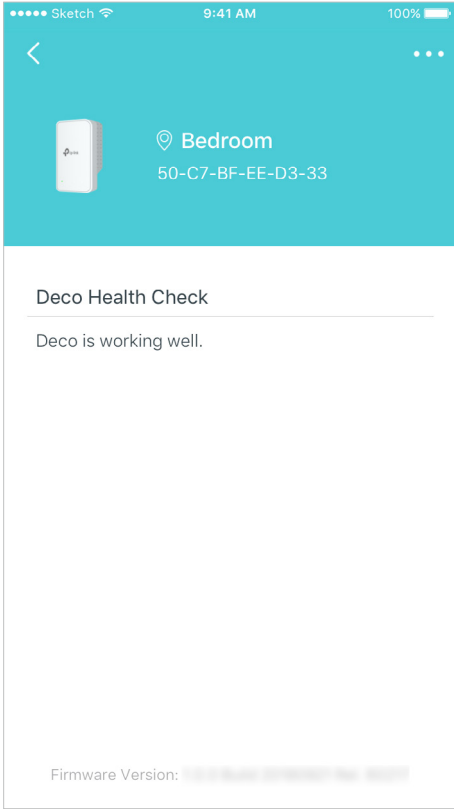 Sketch 9:41 AM 100%
Bedroom
50-C7-BF-EE-D3-33
Deco Health Check
Deco is working well.
Firmware Version: